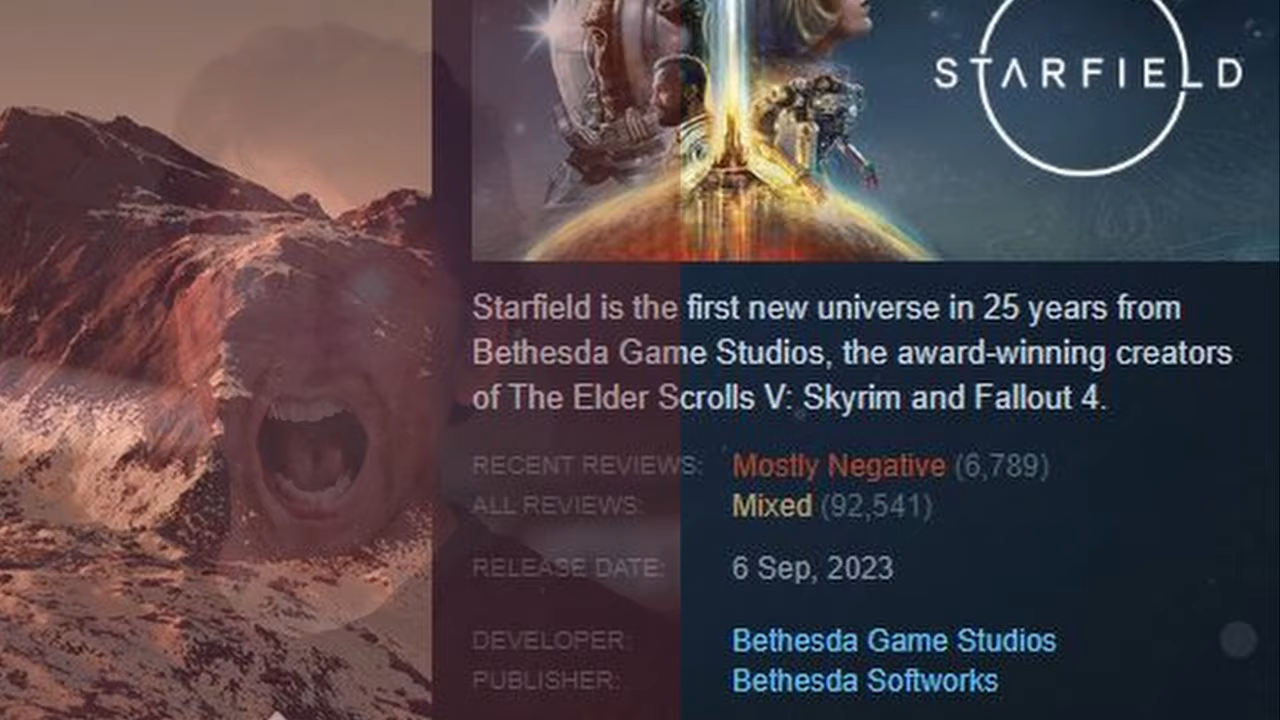 STARFIELD
Starfield is the first new universe in 25 years from
Bethesda Game Studios, the award-winning creators
of The Elder Scrolls V: Skyrim and Fallout 4.
RECENT REVIEWS: Mostly Negative (6,789)
ALL REVIEWS: Mixed (92,541)
RELEASE DATE: 6 Sep, 2023
DEVELOPER: Bethesda Game Studios
PUBLISHER: Bethesda Softworks